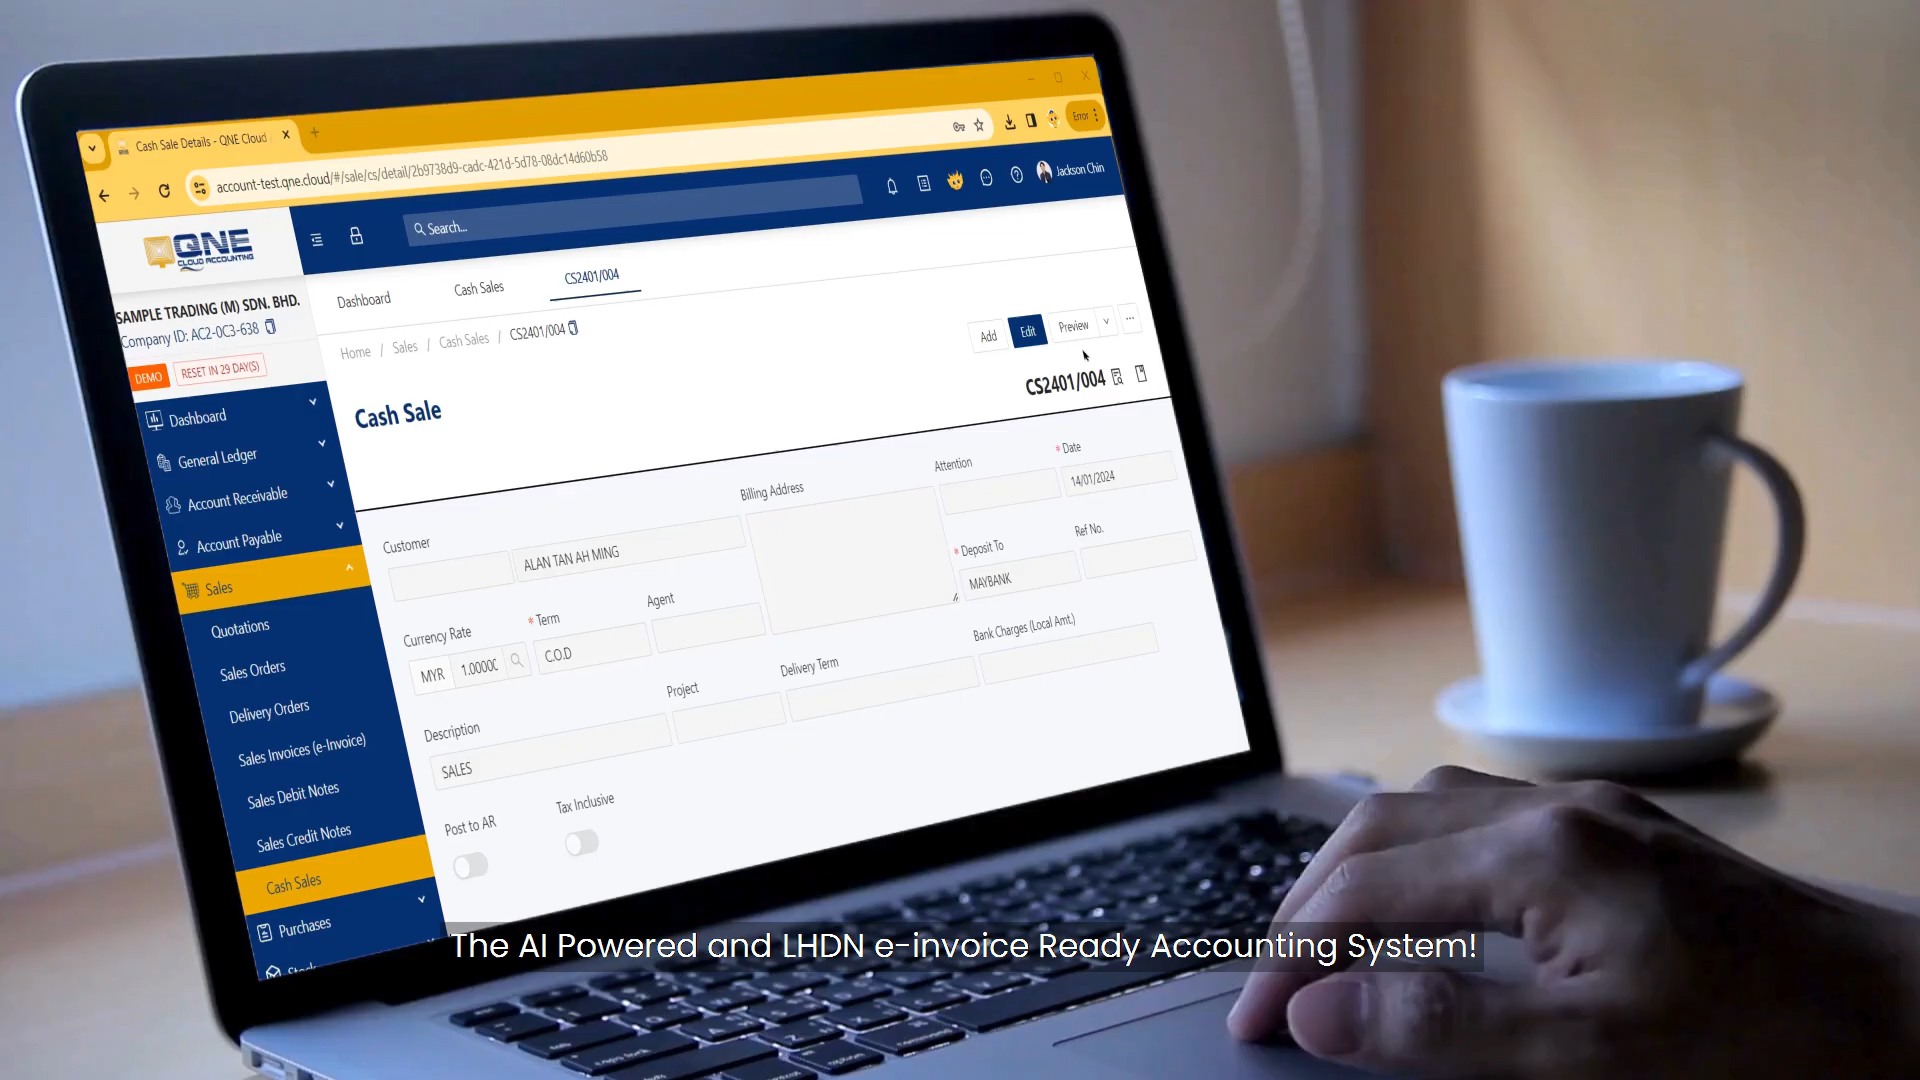 Cash Sale Details - QNE Cloud
account-test.qne.cloud/#/sale/cs/detail/2b9738d9-cadc-421d-5d78-08dc14d60b58
Error
QNE
CLOUD ACCOUNTING
Search...
Jackson Chin
SAMPLE TRADING (M) SDN. BHD.
Company ID: AC2-0C3-638
DEMO
RESET IN 29 DAY(S)
Dashboard
Cash Sales
CS2401/004
Home / Sales / Cash Sales / CS2401/004
Add
Edit
Preview
Cash Sale
CS2401/004
Dashboard
General Ledger
Account Receivable
Account Payable
Sales
Quotations
Sales Orders
Delivery Orders
Sales Invoices (e-Invoice)
Sales Debit Notes
Sales Credit Notes
Cash Sales
Purchases
Stock
Customer
ALAN TAN AH MING
Billing Address
Attention
* Date
14/01/2024
Currency Rate
MYR
1.0000
* Term
C.O.D
Agent
* Deposit To
MAYBANK
Ref No.
Description
SALES
Project
Delivery Term
Bank Charges (Local Amt.)
Post to AR
Tax Inclusive
The AI Powered and LHDN e-invoice Ready Accounting System!